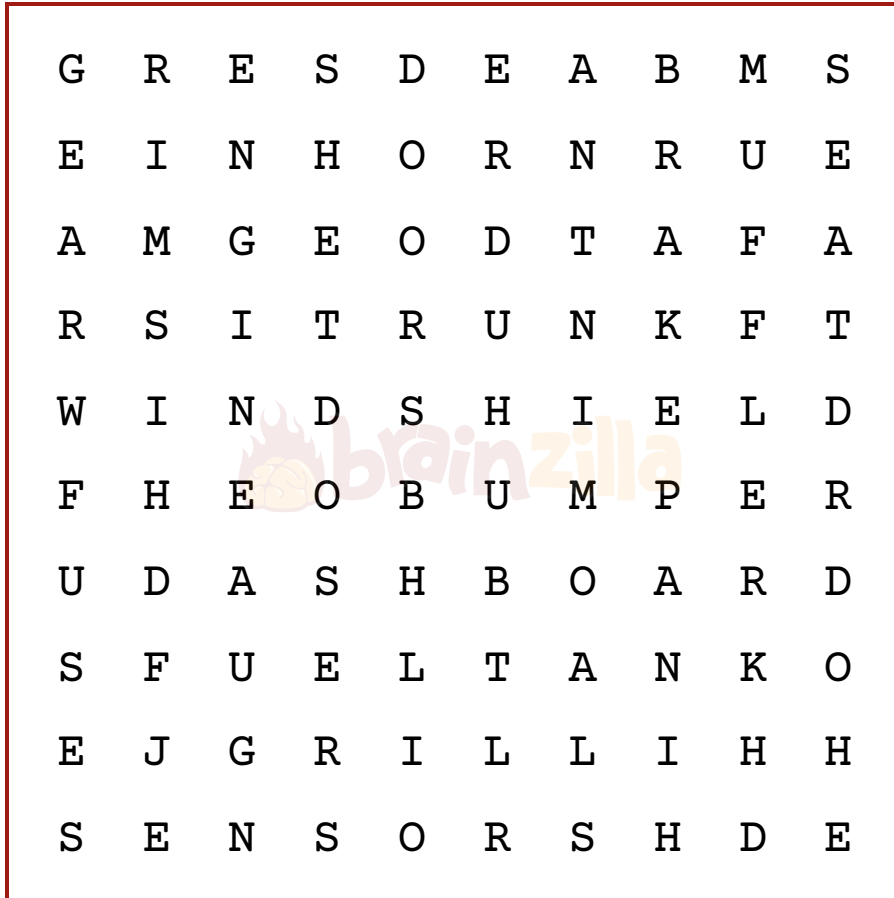 G R E S D E A B M S
E I N H O R N R U E
A M G E O D T A F A
R S I T R U N K F T
W I N D S H I E L D
brainzilla
F H E O B U M P E R
U D A S H B O A R D
S F U E L T A N K O
E J G R I L L I H H
S E N S O R S H D E